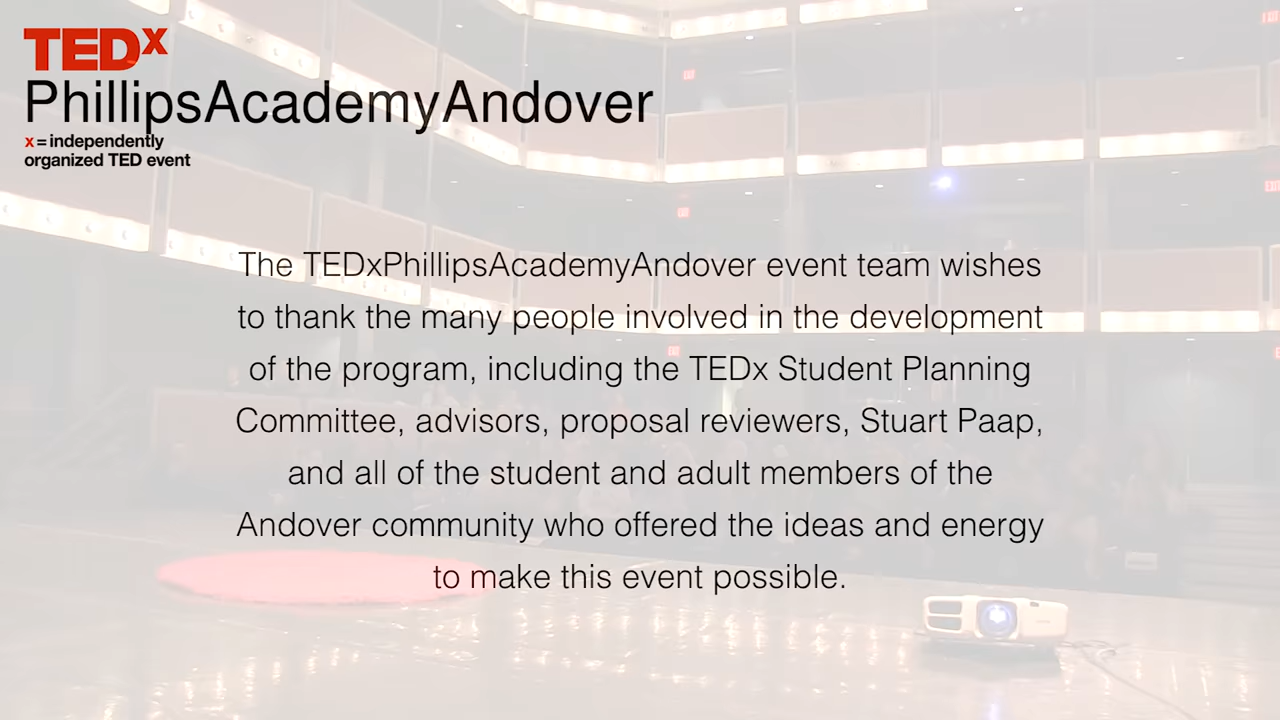 TEDx
PhillipsAcademyAndover
x = independently
organized TED event
The TEDxPhillipsAcademyAndover event team wishes
to thank the many people involved in the development
of the program, including the TEDx Student Planning
Committee, advisors, proposal reviewers, Stuart Paap,
and all of the student and adult members of the
Andover community who offered the ideas and energy
to make this event possible.